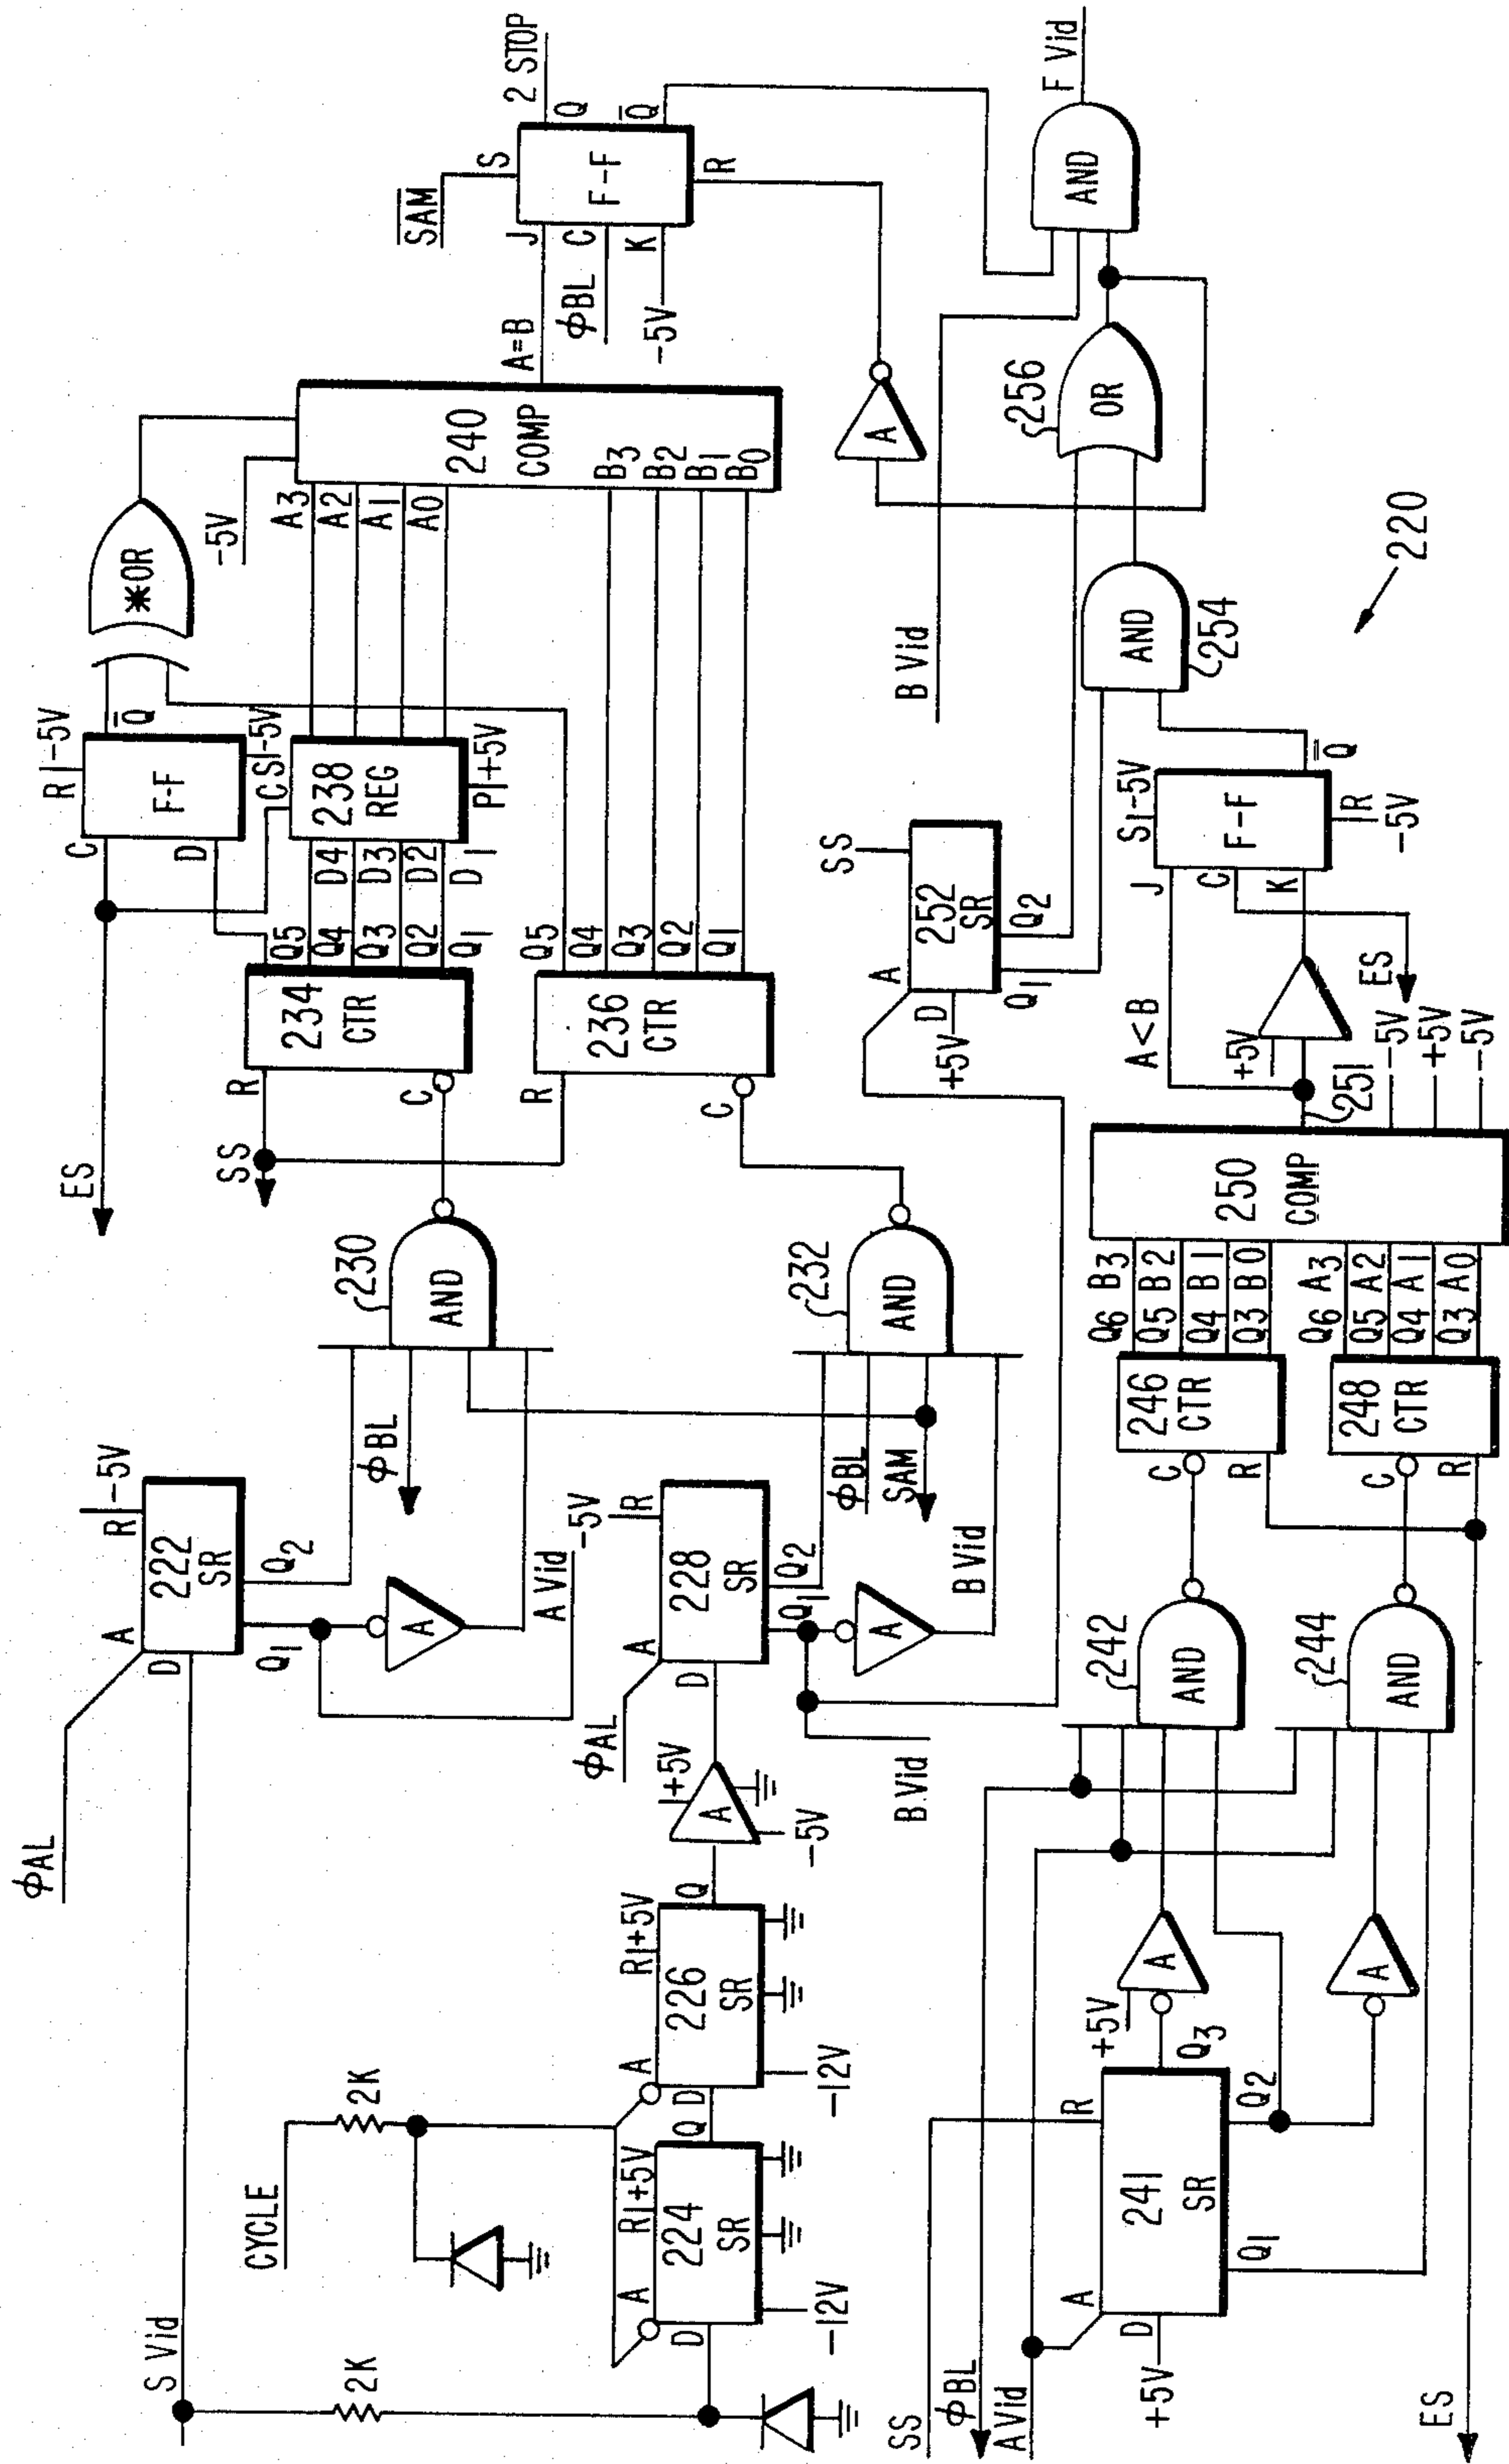 φAL
S Vid
2K
CYCLE
2K
D
A
222
SR
R
-5V
Q1
Q2
A
A Vid
φBL
230
AND
ES
SS
R
C
234
CTR
Q5
Q4
Q3
Q2
Q1
D4
D3
D2
D1
C
D
F-F
R
-5V
Q̅
S
-5V
C
238
REG
P
+5V
*OR
-5V
A3
A2
A1
A0
240
COMP
B3
B2
B1
B0
A=B
SAM
S
J
C
K
φBL
-5V
F-F
2 STOP
Q
Q̅
R
A
D
224
SR
R
+5V
-12V
Q
A
D
226
SR
R
+5V
-12V
Q
A
+5V
-5V
φAL
A
D
228
SR
-5V
R
Q1
Q2
A
B Vid
B.Vid
φBL
SAM
232
AND
R
C
236
CTR
Q5
Q4
Q3
Q2
Q1
A
D
+5V
252
SR
SS
Q1
Q2
B Vid
254
AND
256
OR
AND
F Vid
SS
φBL
A Vid
A
D
+5V
241
SR
R
Q1
Q2
Q3
+5V
A
A
242
AND
244
AND
C
R
246
CTR
C
R
248
CTR
Q6 B3
Q5 B2
Q4 B1
Q3 B0
Q6 A3
Q5 A2
Q4 A1
Q3 A0
250
COMP
251
-5V
+5V
-5V
A<B
+5V
ES
J
C
K
F-F
S
-5V
R
-5V
Q̅
ES
220